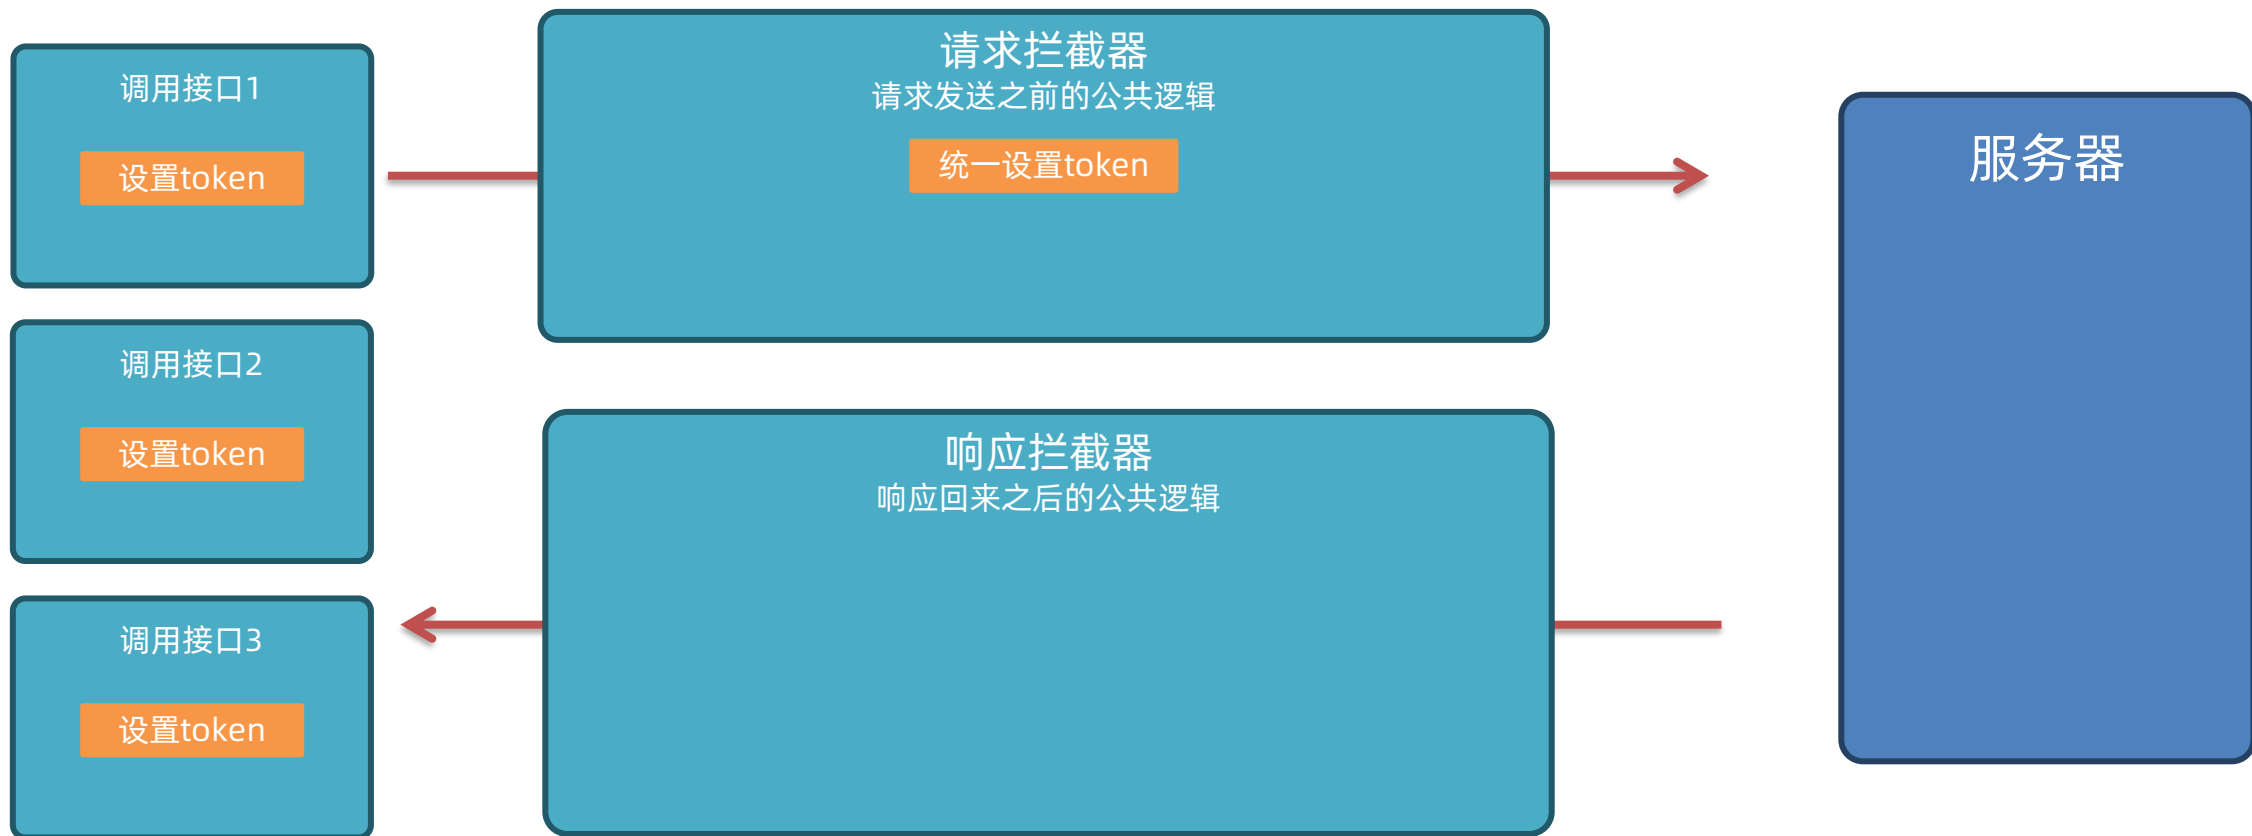 调用接口1
设置token
调用接口2
设置token
调用接口3
设置token
请求拦截器
请求发送之前的公共逻辑
统一设置token
响应拦截器
响应回来之后的公共逻辑
服务器